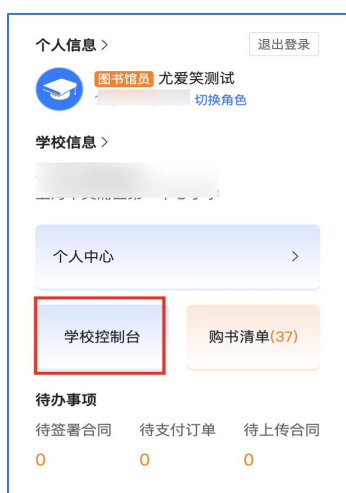 个人信息 >
退出登录
图书馆员 尤爱笑测试
切换角色
学校信息 >
个人中心 >
学校控制台
购书清单(37)
待办事项
待签署合同 待支付订单 待上传合同
0 0 0